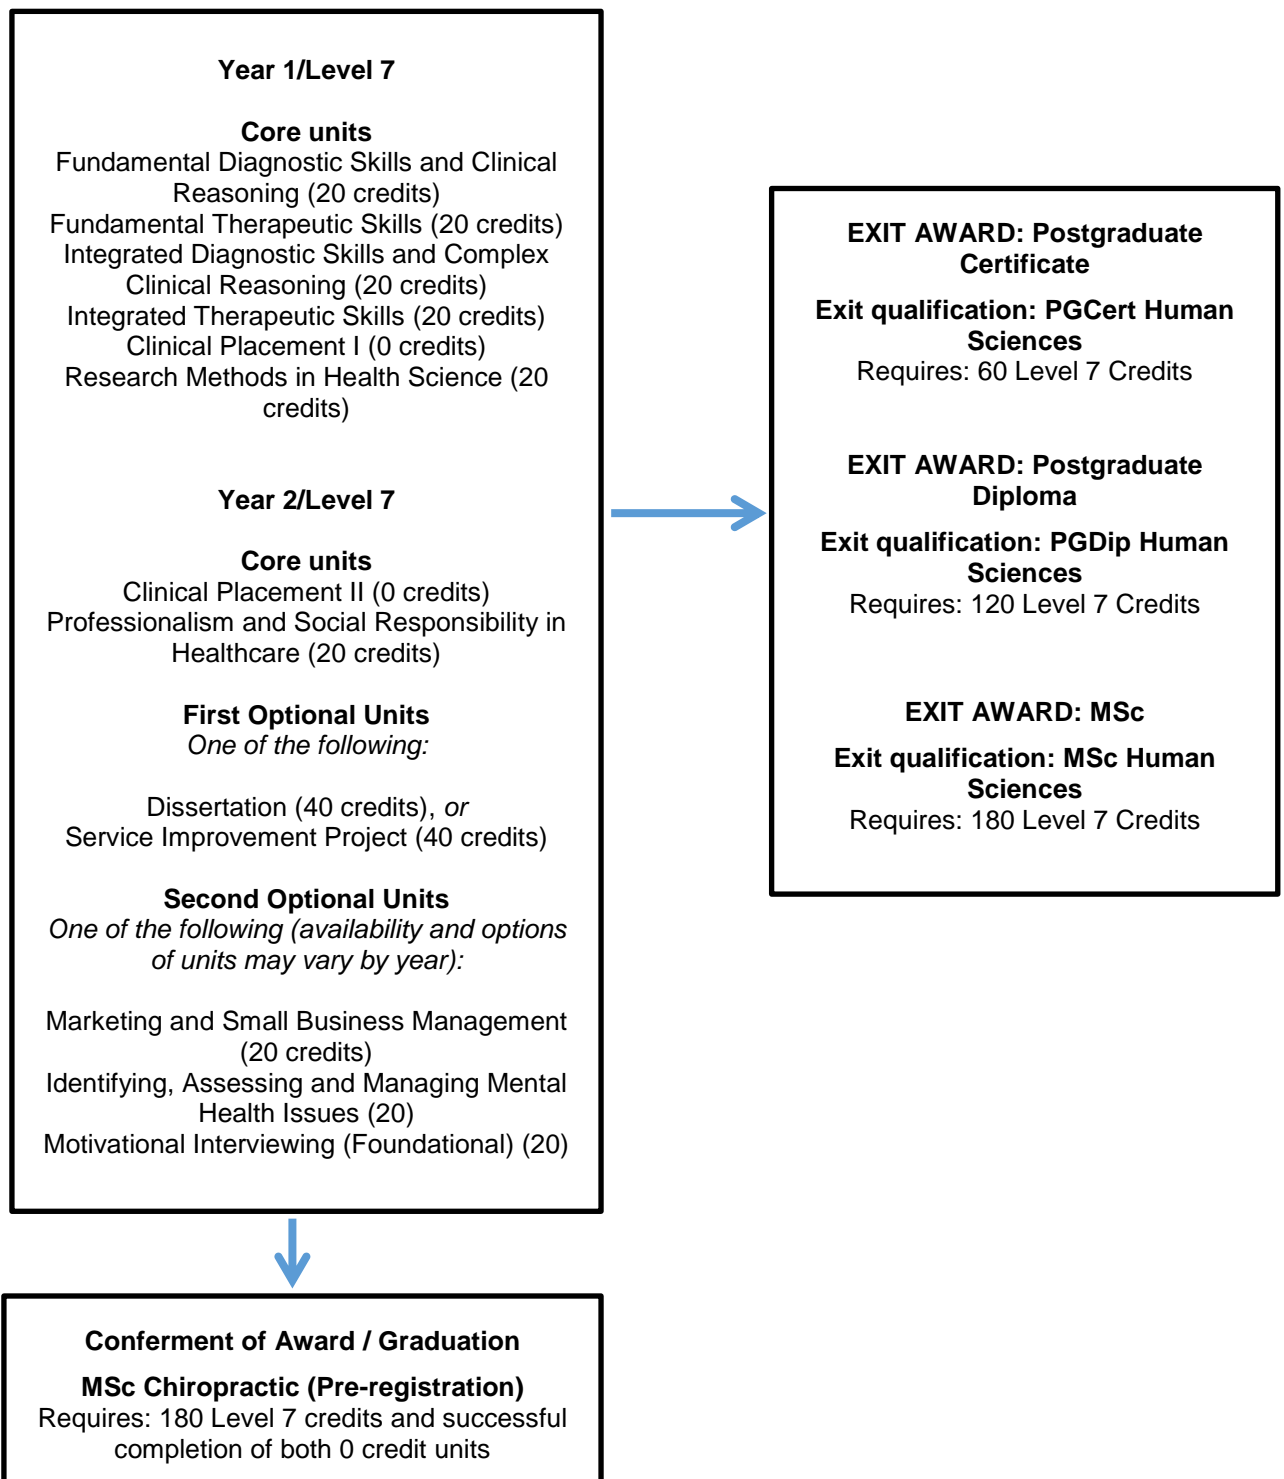 Year 1/Level 7
Core units
Fundamental Diagnostic Skills and Clinical
Reasoning (20 credits)
Fundamental Therapeutic Skills (20 credits)
Integrated Diagnostic Skills and Complex
Clinical Reasoning (20 credits)
Integrated Therapeutic Skills (20 credits)
Clinical Placement I (0 credits)
Research Methods in Health Science (20
credits)
Year 2/Level 7
Core units
Clinical Placement II (0 credits)
Professionalism and Social Responsibility in
Healthcare (20 credits)
First Optional Units
One of the following:
Dissertation (40 credits), or
Service Improvement Project (40 credits)
Second Optional Units
One of the following (availability and options
of units may vary by year):
Marketing and Small Business Management
(20 credits)
Identifying, Assessing and Managing Mental
Health Issues (20)
Motivational Interviewing (Foundational) (20)
EXIT AWARD: Postgraduate
Certificate
Exit qualification: PGCert Human
Sciences
Requires: 60 Level 7 Credits
EXIT AWARD: Postgraduate
Diploma
Exit qualification: PGDip Human
Sciences
Requires: 120 Level 7 Credits
EXIT AWARD: MSc
Exit qualification: MSc Human
Sciences
Requires: 180 Level 7 Credits
Conferment of Award / Graduation
MSc Chiropractic (Pre-registration)
Requires: 180 Level 7 credits and successful
completion of both 0 credit units